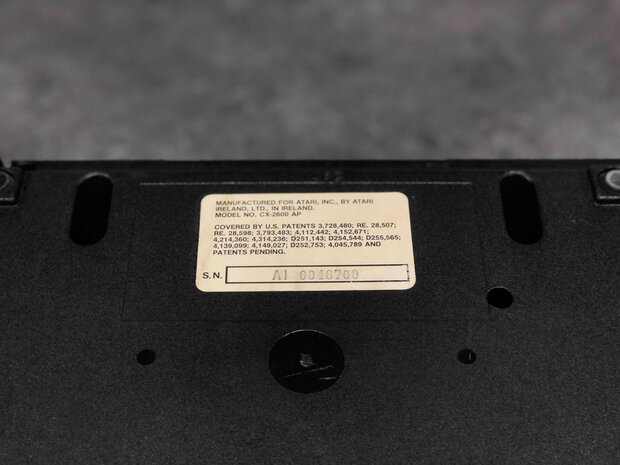 MANUFACTURED FOR ATARI, INC., BY ATARI
IRELAND, LTD., IN IRELAND.
MODEL NO. CX-2600 AP
COVERED BY U.S. PATENTS 3,728,480; RE. 28,507;
RE. 28,598; 3,793,483; 4,112,442; 4,152,671;
4,214,360; 4,314,236; D251,143; D254,544; D255,565;
4,139,099; 4,149,027; D252,753; 4,045,789 AND
PATENTS PENDING.
S.N. A1 0046700